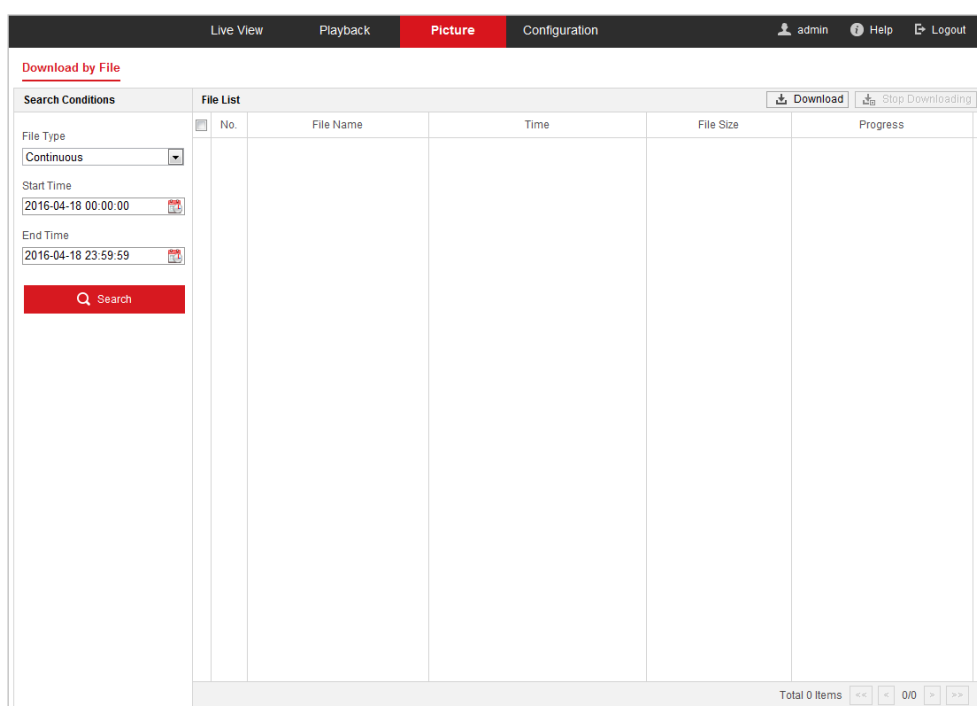 Live View Playback Picture Configuration admin Help Logout
Download by File
Search Conditions File List Download Stop Downloading
No. File Name Time File Size Progress
File Type
Continuous
Start Time
2016-04-18 00:00:00
End Time
2016-04-18 23:59:59
Search
Total 0 Items << < 0/0 > >>